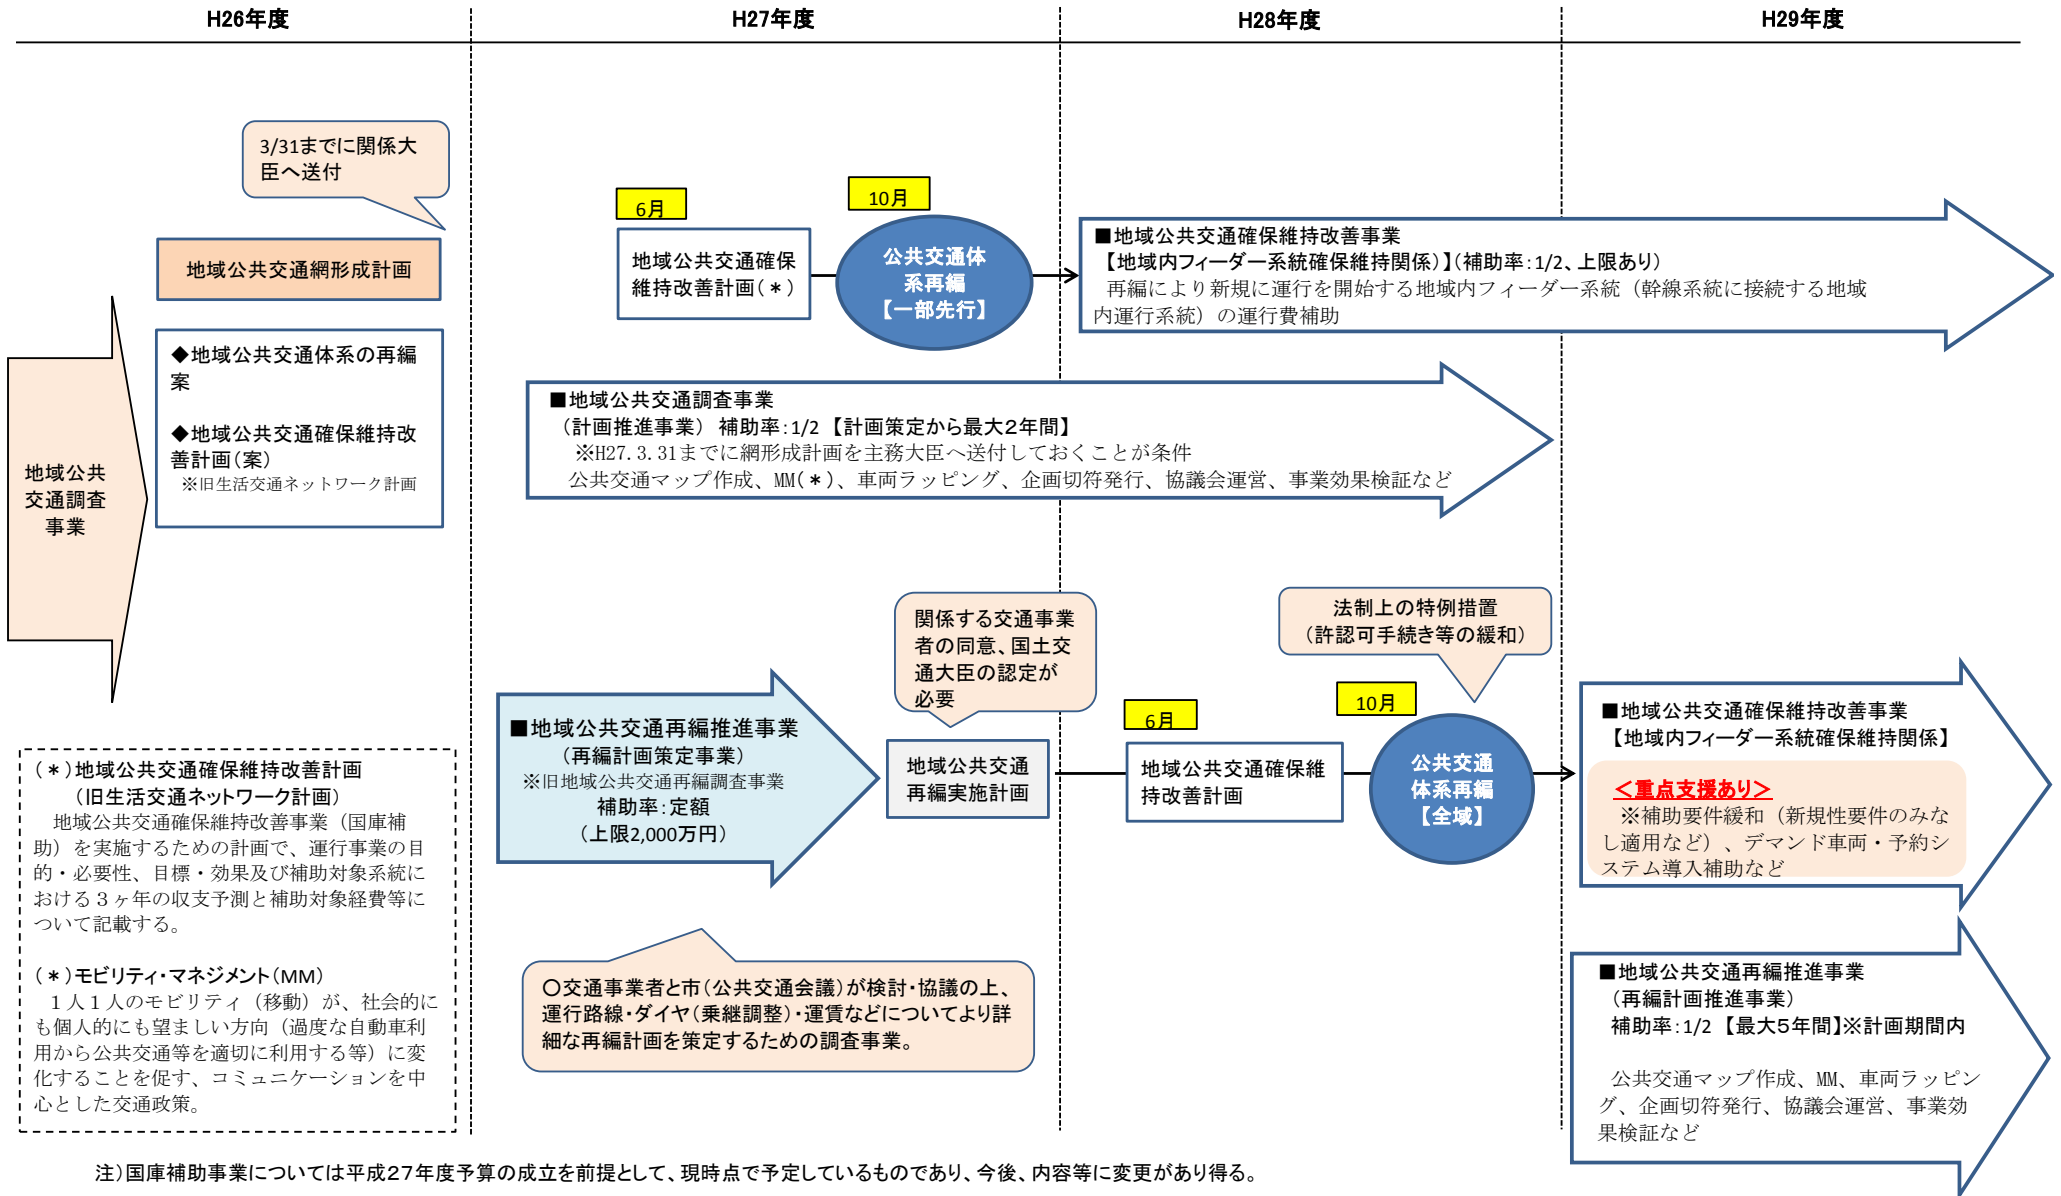 H26年度
H27年度
H28年度
H29年度
3/31までに関係大
臣へ送付
地域公共交通網形成計画
◆地域公共交通体系の再編
案
◆地域公共交通確保維持改
善計画(案)
※旧生活交通ネットワーク計画
地域公共
交通調査
事業
6月
地域公共交通確保
維持改善計画(＊)
10月
公共交通体
系再編
【一部先行】
■地域公共交通確保維持改善事業
【地域内フィーダー系統確保維持関係)】(補助率：1/2、上限あり)
再編により新規に運行を開始する地域内フィーダー系統（幹線系統に接続する地域
内運行系統）の運行費補助
■地域公共交通調査事業
(計画推進事業) 補助率：1/2 【計画策定から最大２年間】
※H27.3.31までに網形成計画を主務大臣へ送付しておくことが条件
公共交通マップ作成、MM(＊)、車両ラッピング、企画切符発行、協議会運営、事業効果検証など
関係する交通事業
者の同意、国土交
通大臣の認定が
必要
法制上の特例措置
(許認可手続き等の緩和)
■地域公共交通再編推進事業
(再編計画策定事業)
※旧地域公共交通再編調査事業
補助率：定額
(上限2,000万円)
地域公共交通
再編実施計画
6月
地域公共交通確保維
持改善計画
10月
公共交通
体系再編
【全域】
■地域公共交通確保維持改善事業
【地域内フィーダー系統確保維持関係】
＜重点支援あり＞
※補助要件緩和（新規性要件のみな
し適用など）、デマンド車両・予約シ
ステム導入補助など
(＊)地域公共交通確保維持改善計画
(旧生活交通ネットワーク計画)
地域公共交通確保維持改善事業（国庫補
助）を実施するための計画で、運行事業の目
的・必要性、目標・効果及び補助対象系統に
おける３ヶ年の収支予測と補助対象経費等に
ついて記載する。
(＊)モビリティ・マネジメント(MM)
１人１人のモビリティ（移動）が、社会的に
も個人的にも望ましい方向（過度な自動車利
用から公共交通等を適切に利用する等）に変
化することを促す、コミュニケーションを中
心とした交通政策。
○交通事業者と市(公共交通会議)が検討・協議の上、
運行路線・ダイヤ(乗継調整)・運賃などについてより詳
細な再編計画を策定するための調査事業。
■地域公共交通再編推進事業
(再編計画推進事業)
補助率：1/2 【最大５年間】※計画期間内
公共交通マップ作成、MM、車両ラッピン
グ、企画切符発行、協議会運営、事業効
果検証など
注)国庫補助事業については平成２７年度予算の成立を前提として、現時点で予定しているものであり、今後、内容等に変更があり得る。